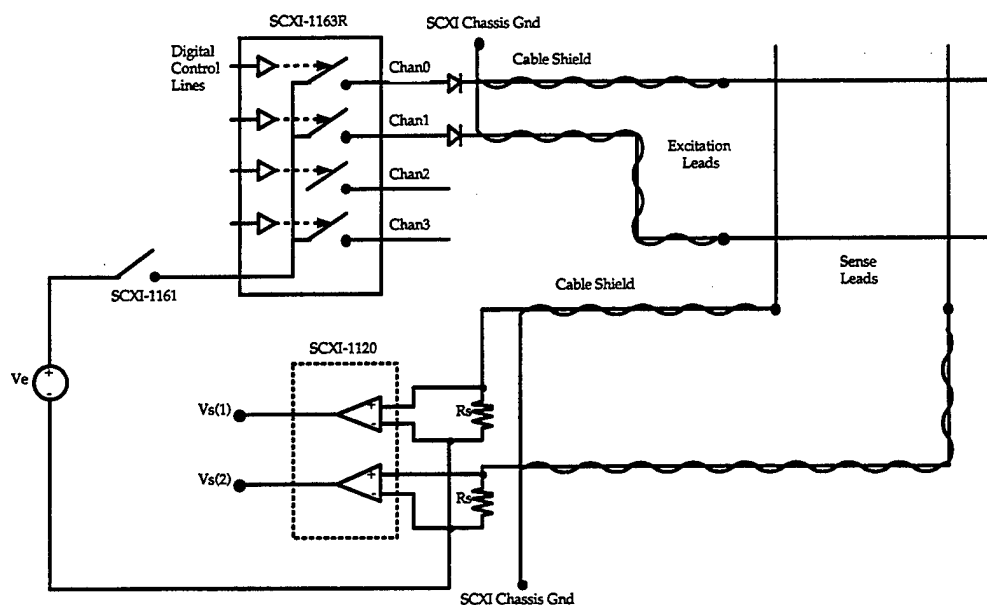 SCXI-1163R
SCXI Chassis Gnd
Digital
Control
Lines
Chan0
Cable Shield
Chan1
Excitation
Leads
Chan2
Chan3
Sense
Leads
SCXI-1161
Cable Shield
SCXI-1120
Ve
+
-
Vs(1)
+
-
Rs
Vs(2)
+
-
Rs
SCXI Chassis Gnd